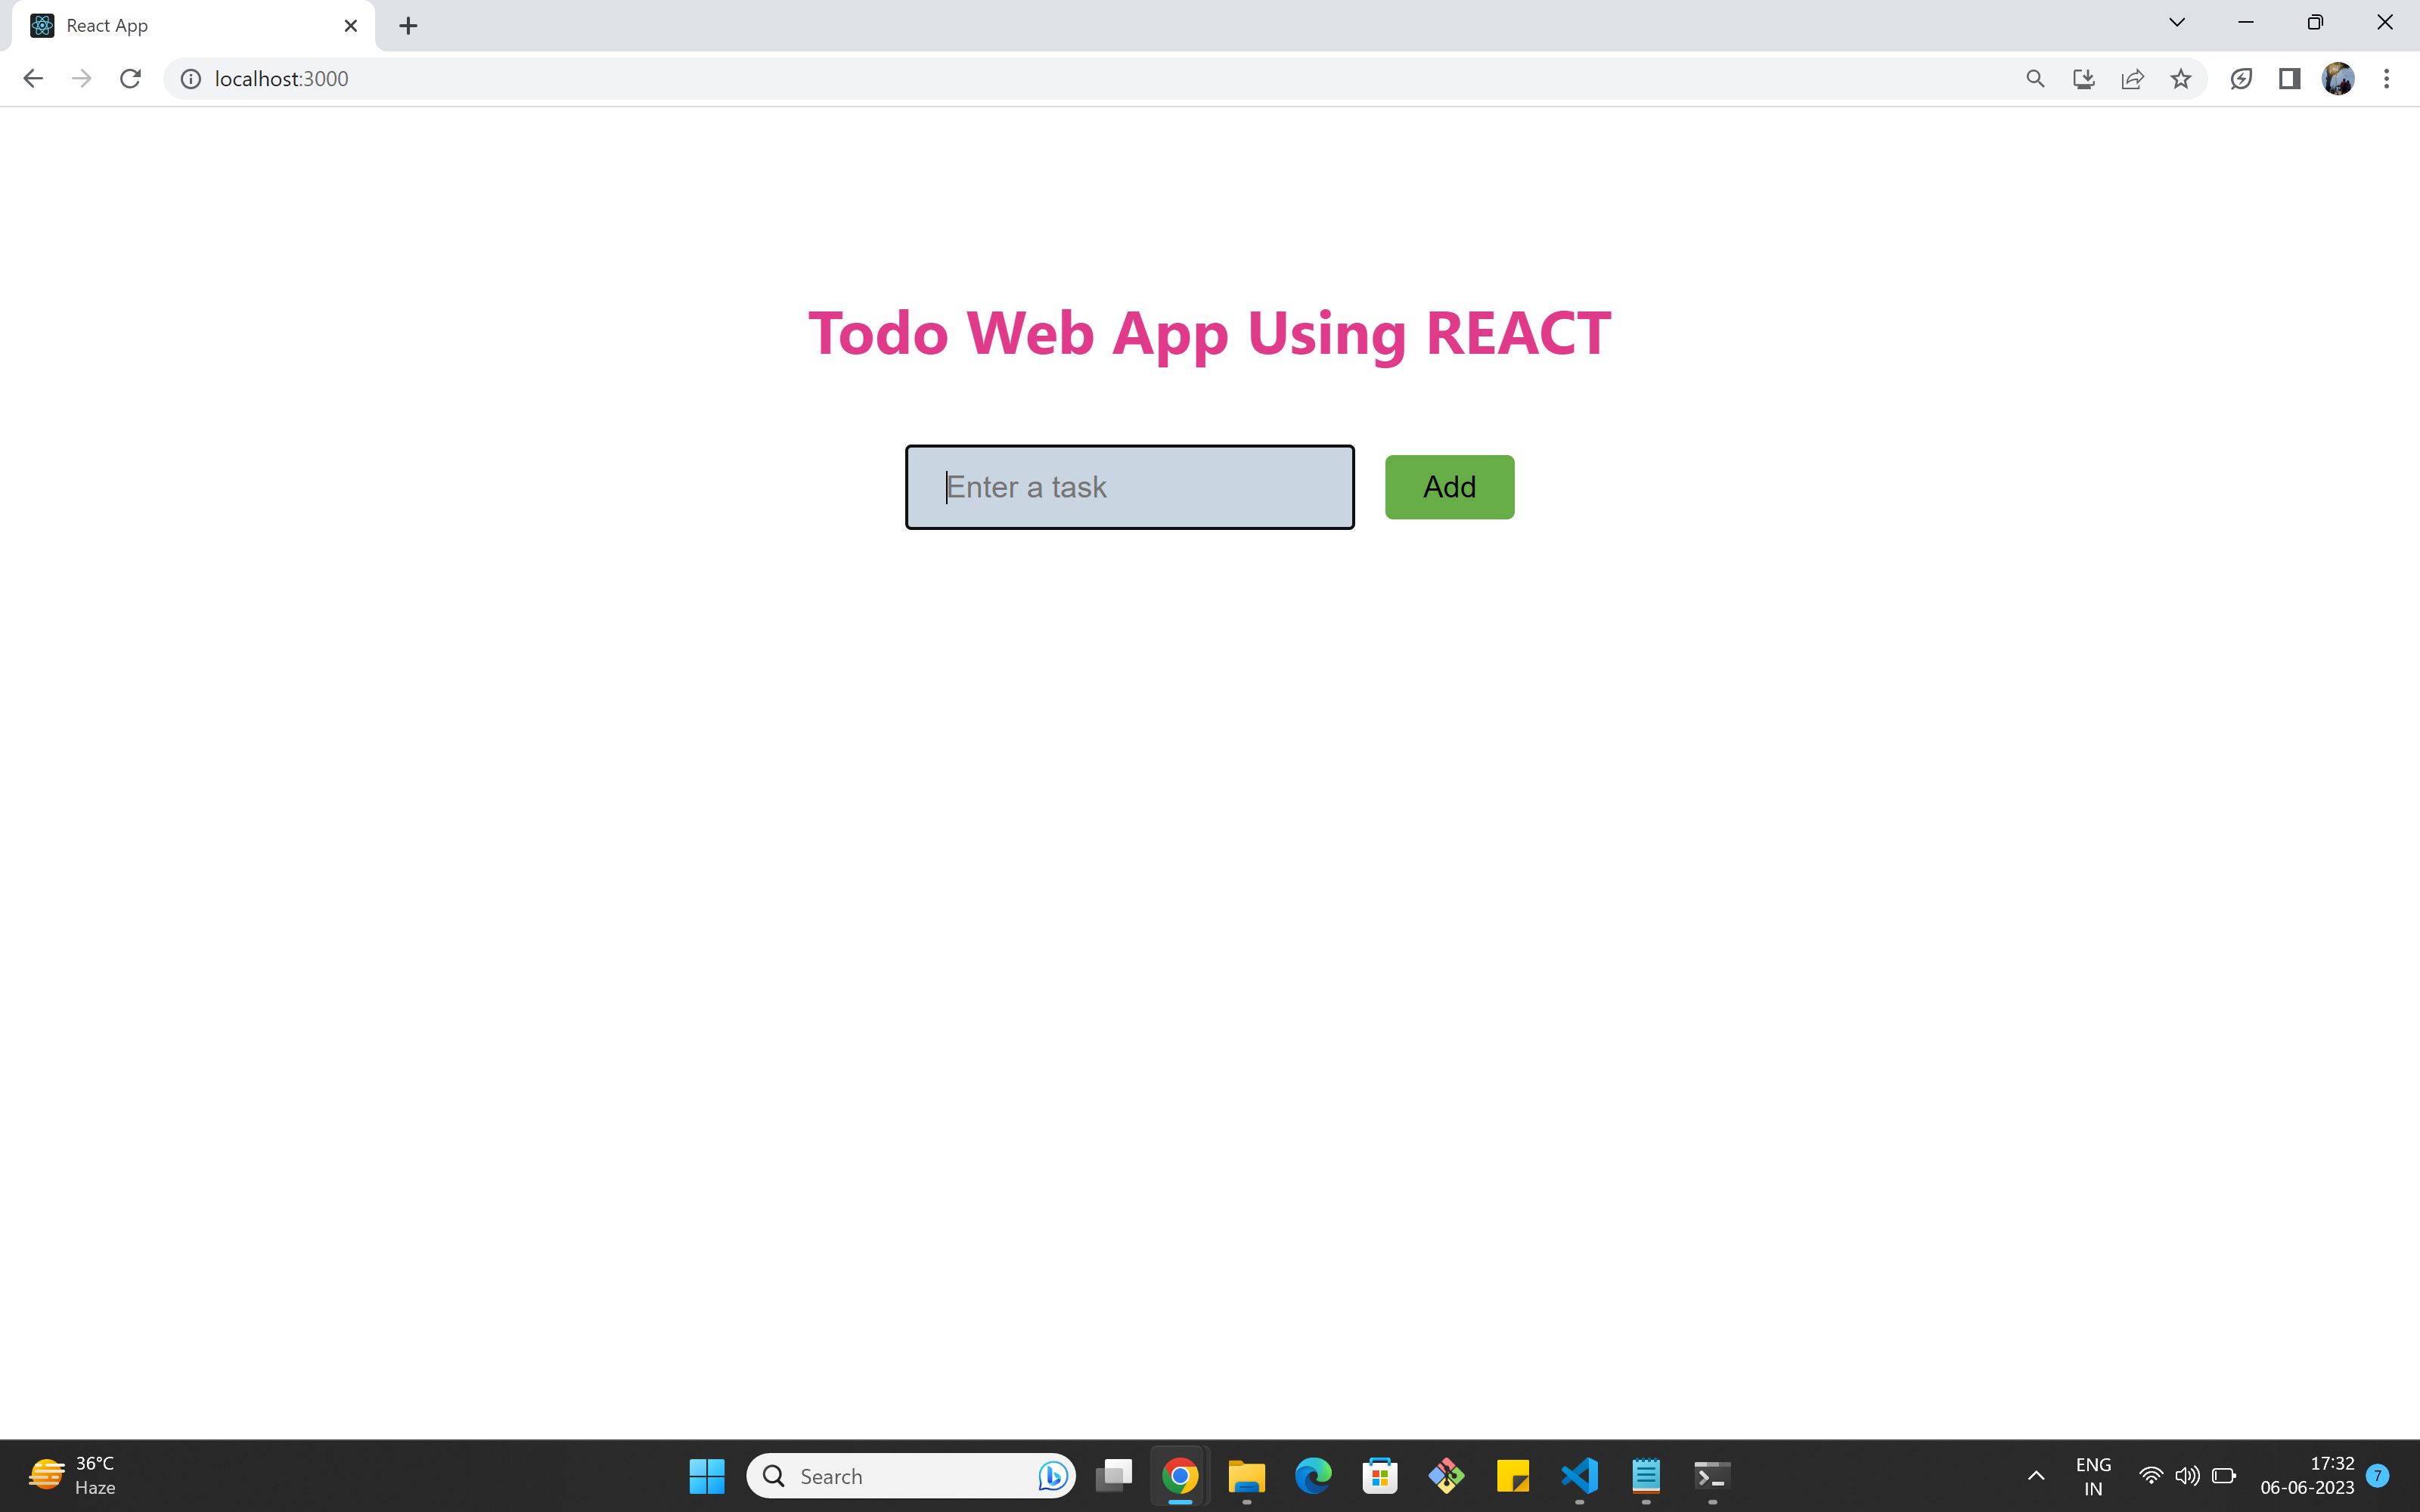 React App
localhost:3000
Todo Web App Using REACT
Enter a task
Add
36°C
Haze
Search
ENG
IN
17:32
06-06-2023
7